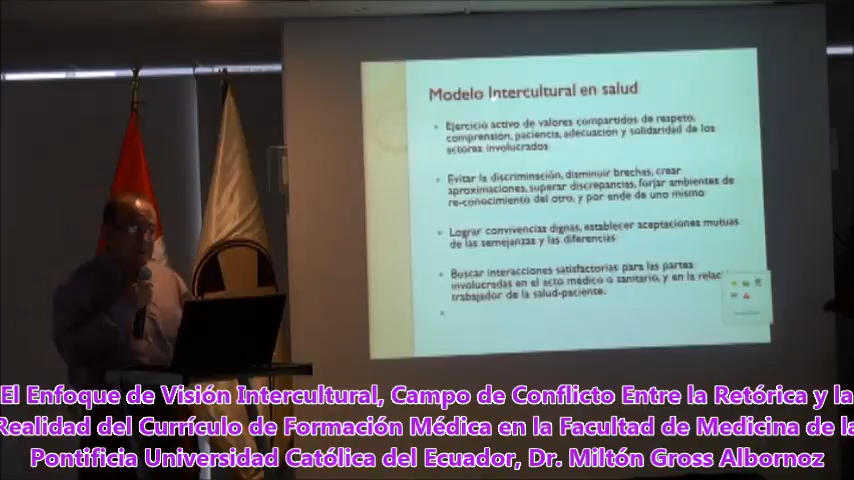 Modelo Intercultural en salud
Ejercicio activo de valores compartidos de respeto,
comprensión, paciencia, adecuación y solidaridad de los
actores involucrados
Evitar la discriminación, disminuir brechas, crear
aproximaciones, superar discrepancias, forjar ambientes de
re-conocimiento del otro, y por ende de uno mismo
Lograr convivencias dignas, establecer aceptaciones mutuas
de las semejanzas y las diferencias
Buscar interacciones satisfactorias para las partes
involucradas en el acto médico o sanitario, y en la relac
trabajador de la salud-paciente.
El Enfoque de Visión Intercultural, Campo de Conflicto Entre la Retórica y la
Realidad del Currículo de Formación Médica en la Facultad de Medicina de la
Pontificia Universidad Católica del Ecuador, Dr. Miltón Gross Albornoz